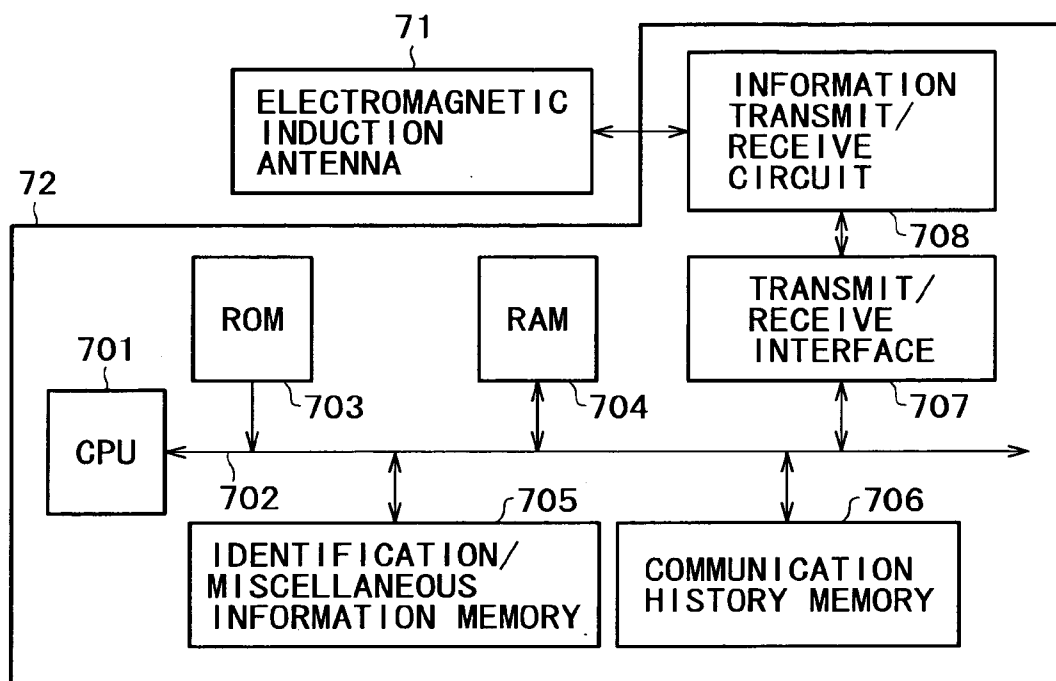 71
ELECTROMAGNETIC
INDUCTION
ANTENNA
INFORMATION
TRANSMIT/
RECEIVE
CIRCUIT
72
708
ROM
RAM
TRANSMIT/
RECEIVE
INTERFACE
701
703
704
707
CPU
702
705
706
IDENTIFICATION/
MISCELLANEOUS
INFORMATION MEMORY
COMMUNICATION
HISTORY MEMORY